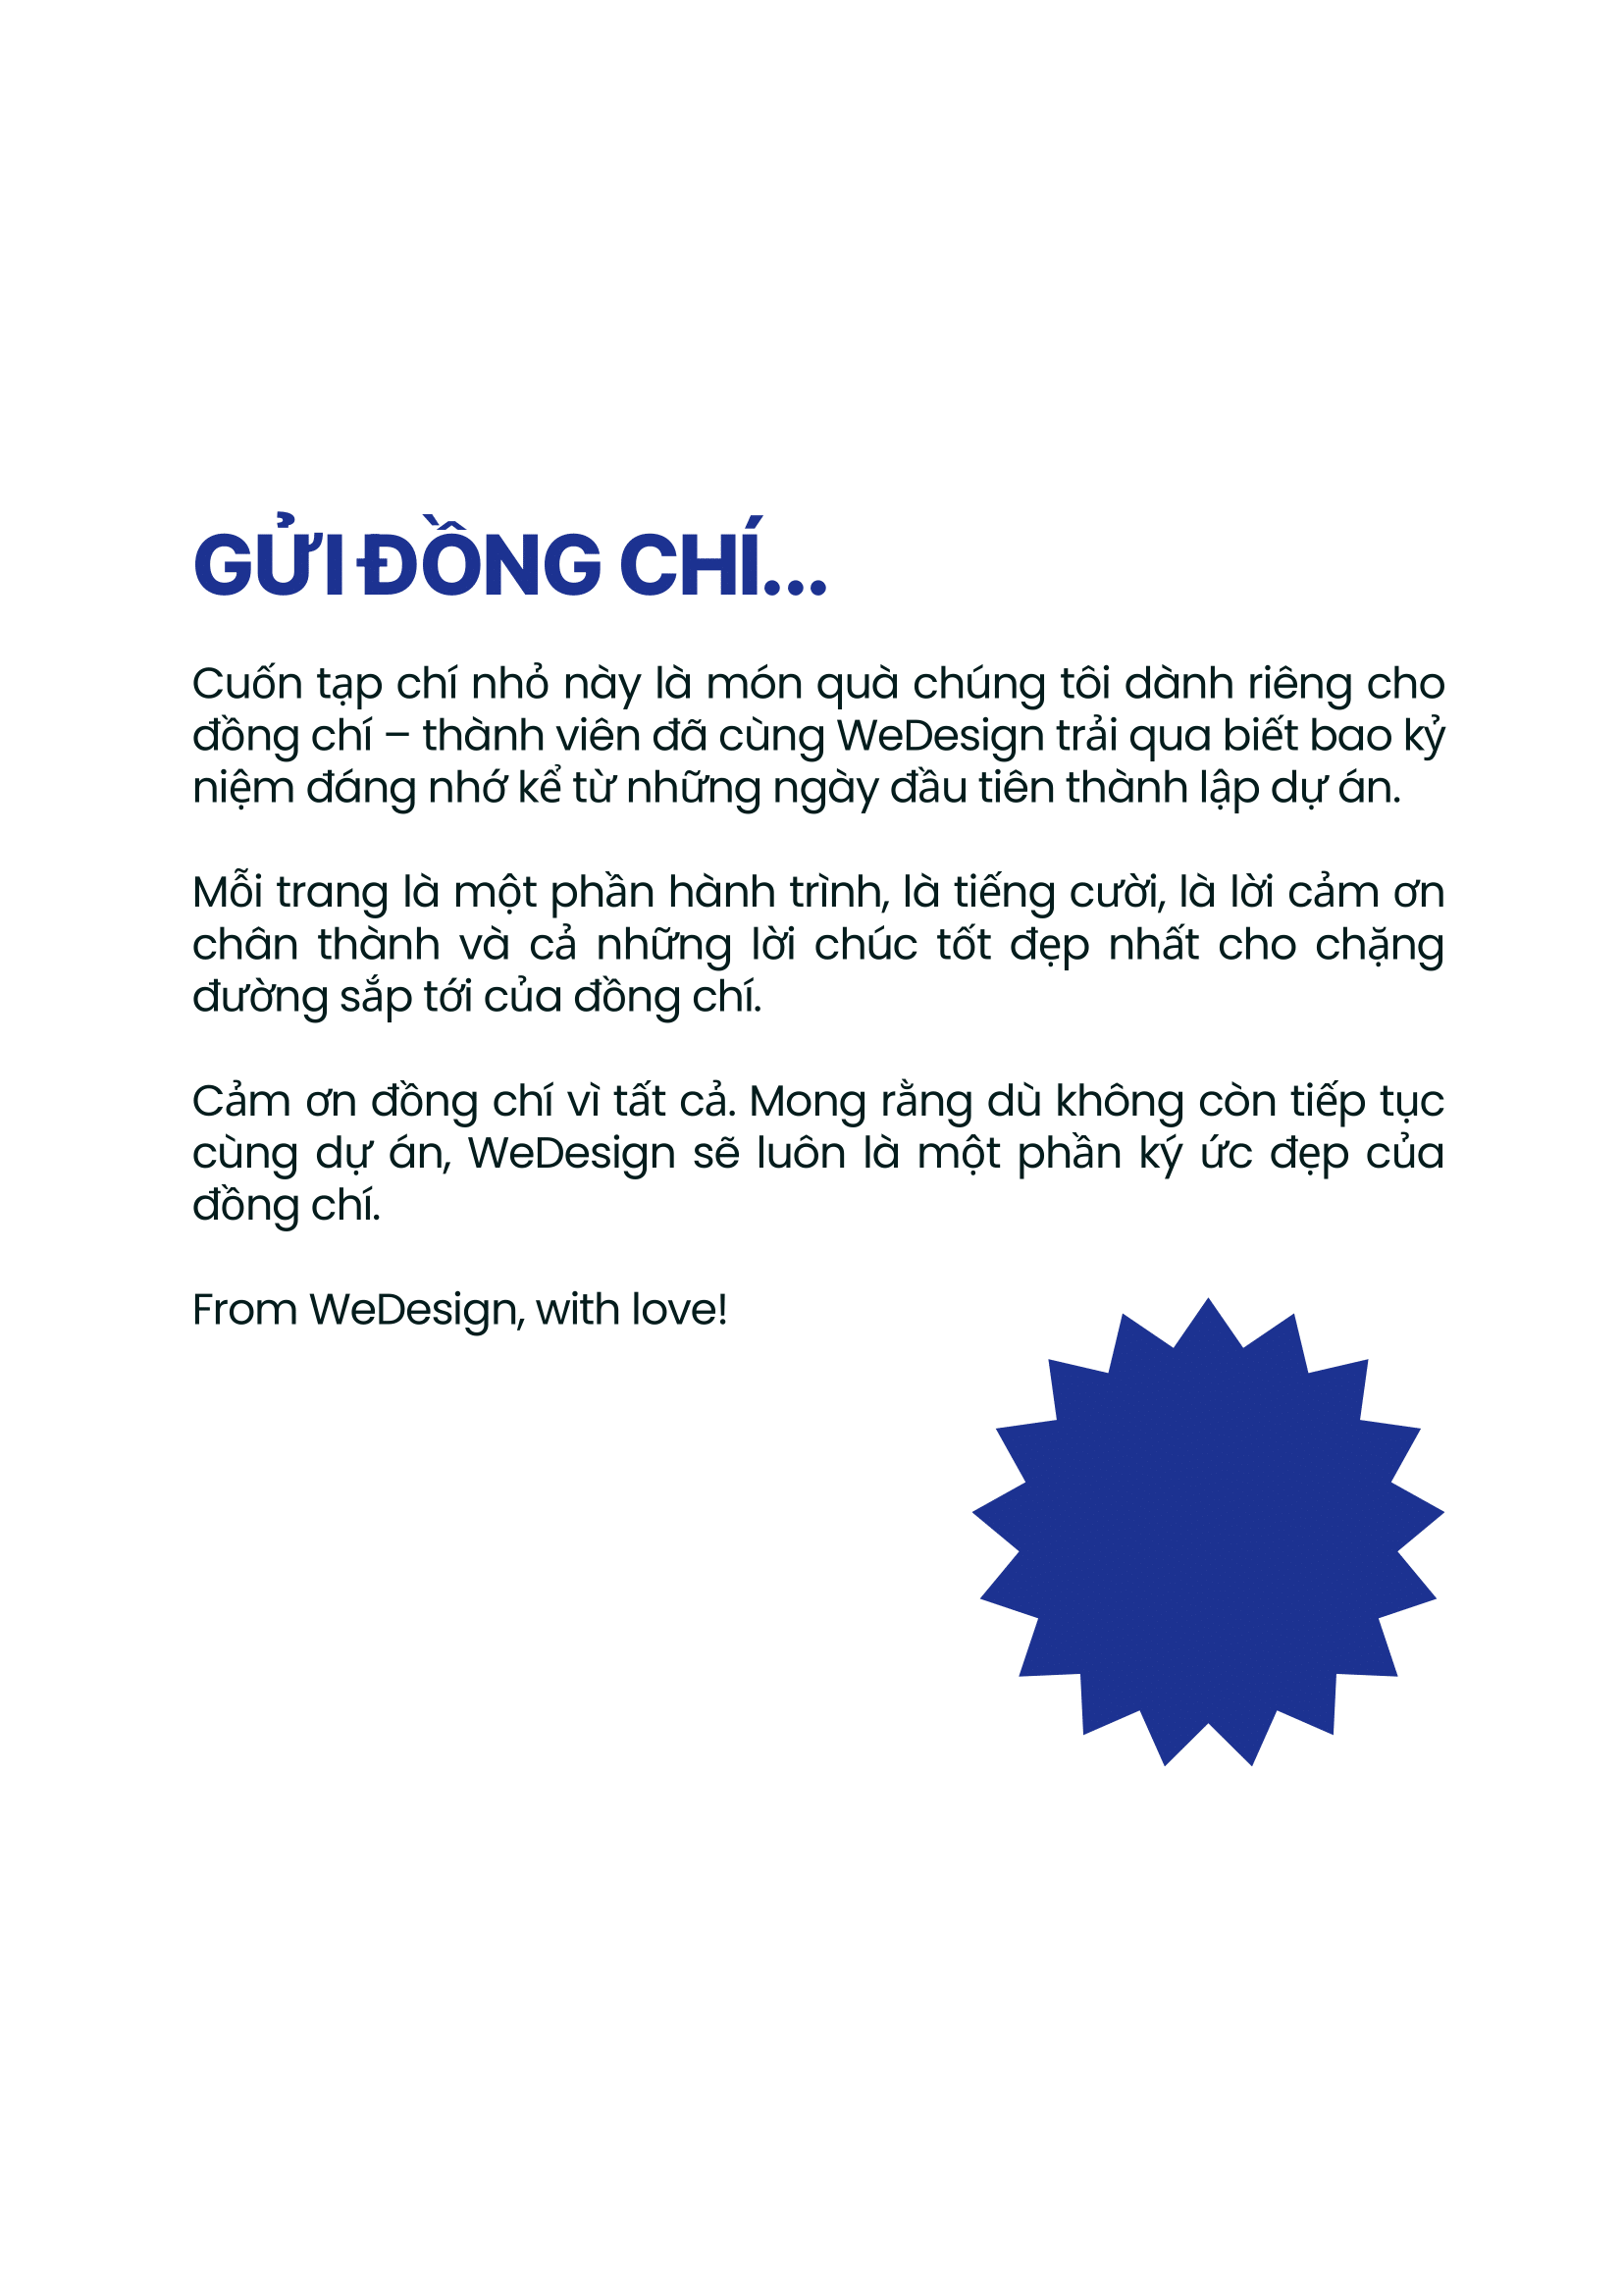 GỬI ĐỒNG CHÍ...
Cuốn tạp chí nhỏ này là món quà chúng tôi dành riêng cho
đồng chí – thành viên đã cùng WeDesign trải qua biết bao kỷ
niệm đáng nhớ kể từ những ngày đầu tiên thành lập dự án.
Mỗi trang là một phần hành trình, là tiếng cười, là lời cảm ơn
chân thành và cả những lời chúc tốt đẹp nhất cho chặng
đường sắp tới của đồng chí.
Cảm ơn đồng chí vì tất cả. Mong rằng dù không còn tiếp tục
cùng dự án, WeDesign sẽ luôn là một phần ký ức đẹp của
đồng chí.
From WeDesign, with love!